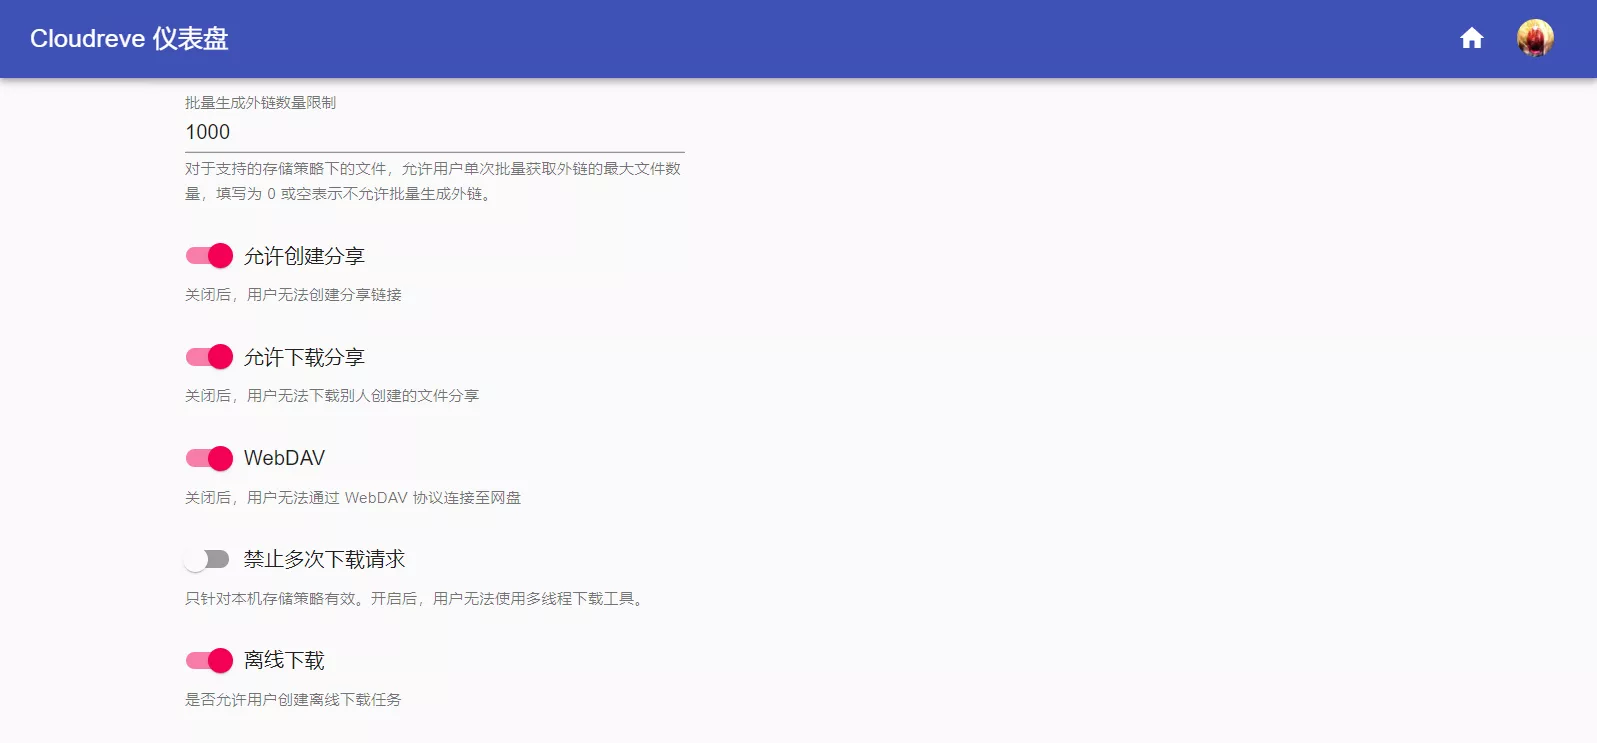 Cloudreve 仪表盘
批量生成外链数量限制
1000
对于支持的存储策略下的文件，允许用户单次批量获取外链的最大文件数
量，填写为 0 或空表示不允许批量生成外链。
允许创建分享
关闭后，用户无法创建分享链接
允许下载分享
关闭后，用户无法下载别人创建的文件分享
WebDAV
关闭后，用户无法通过 WebDAV 协议连接至网盘
禁止多次下载请求
只针对本机存储策略有效。开启后，用户无法使用多线程下载工具。
离线下载
是否允许用户创建离线下载任务